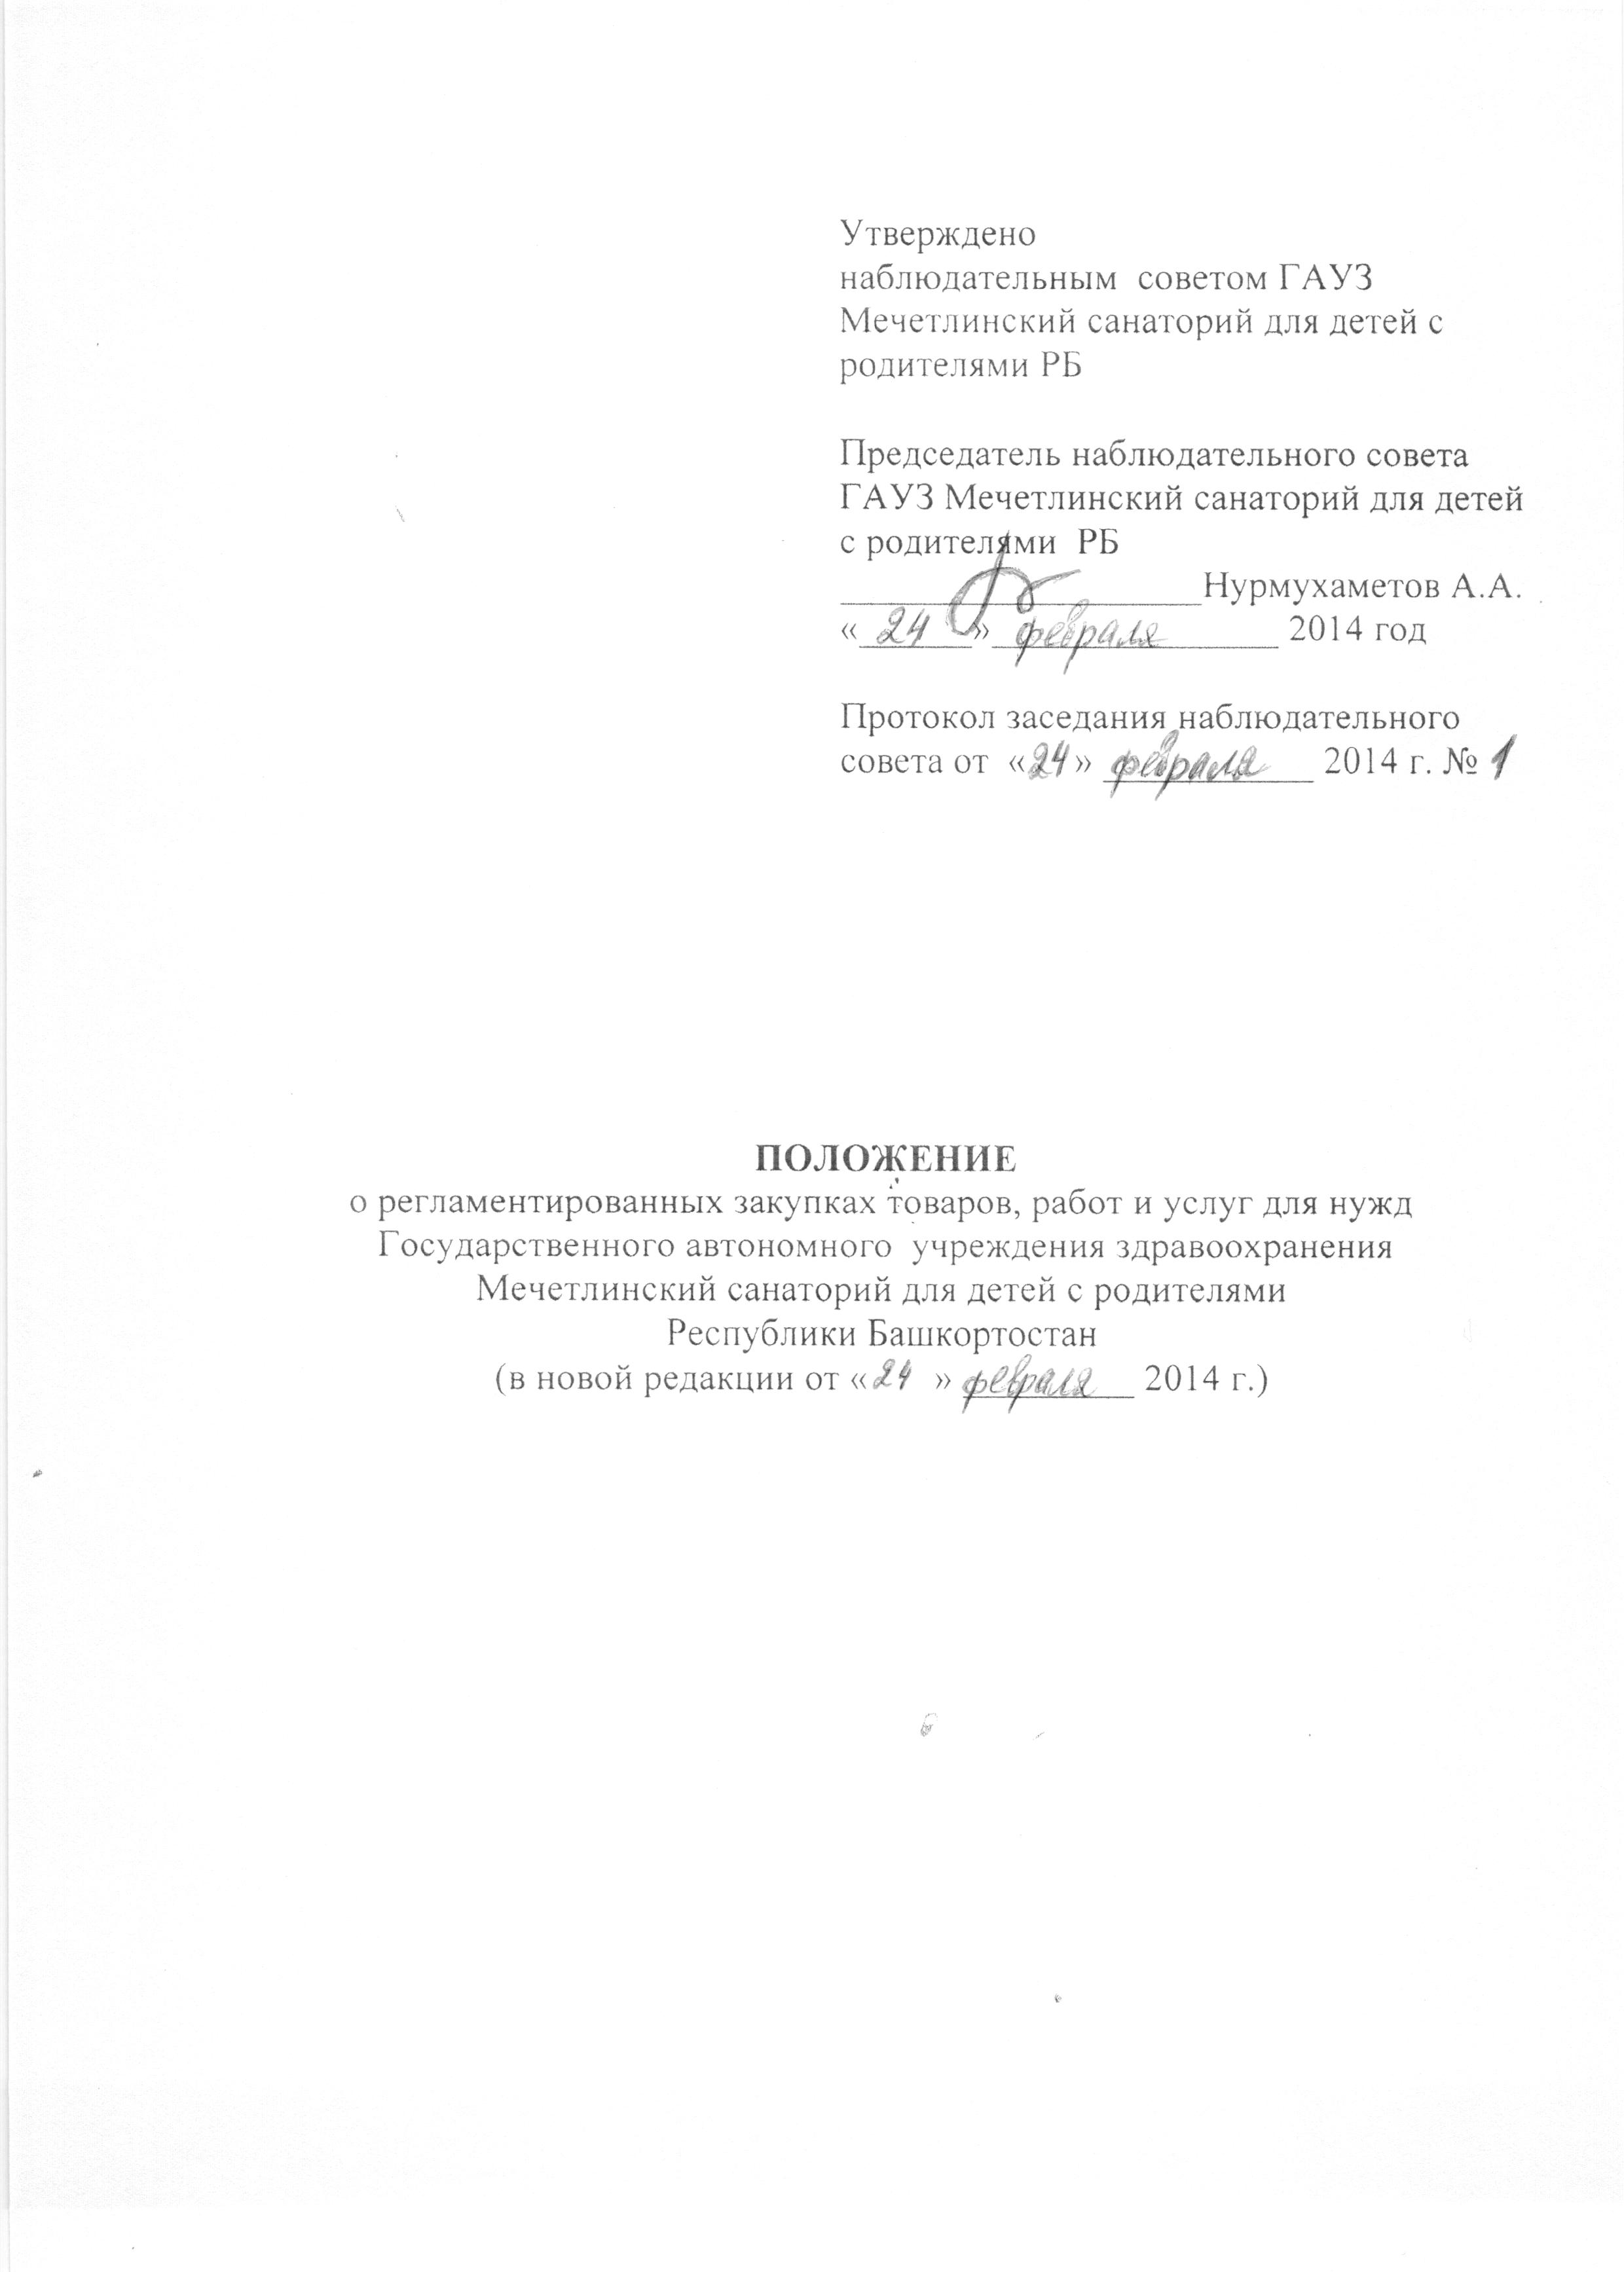 Утверждено
наблюдательным советом ГАУЗ
Мечетлинский санаторий для детей с
родителями РБ
Председатель наблюдательного совета
ГАУЗ Мечетлинский санаторий для детей
с родителями РБ
____________________Нурмухаметов А.А.
« 24 » февраля 2014 год
Протокол заседания наблюдательного
совета от «24» февраля 2014 г. № 1
ПОЛОЖЕНИЕ
о регламентированных закупках товаров, работ и услуг для нужд
Государственного автономного учреждения здравоохранения
Мечетлинский санаторий для детей с родителями
Республики Башкортостан
(в новой редакции от «24 » февраля 2014 г.)